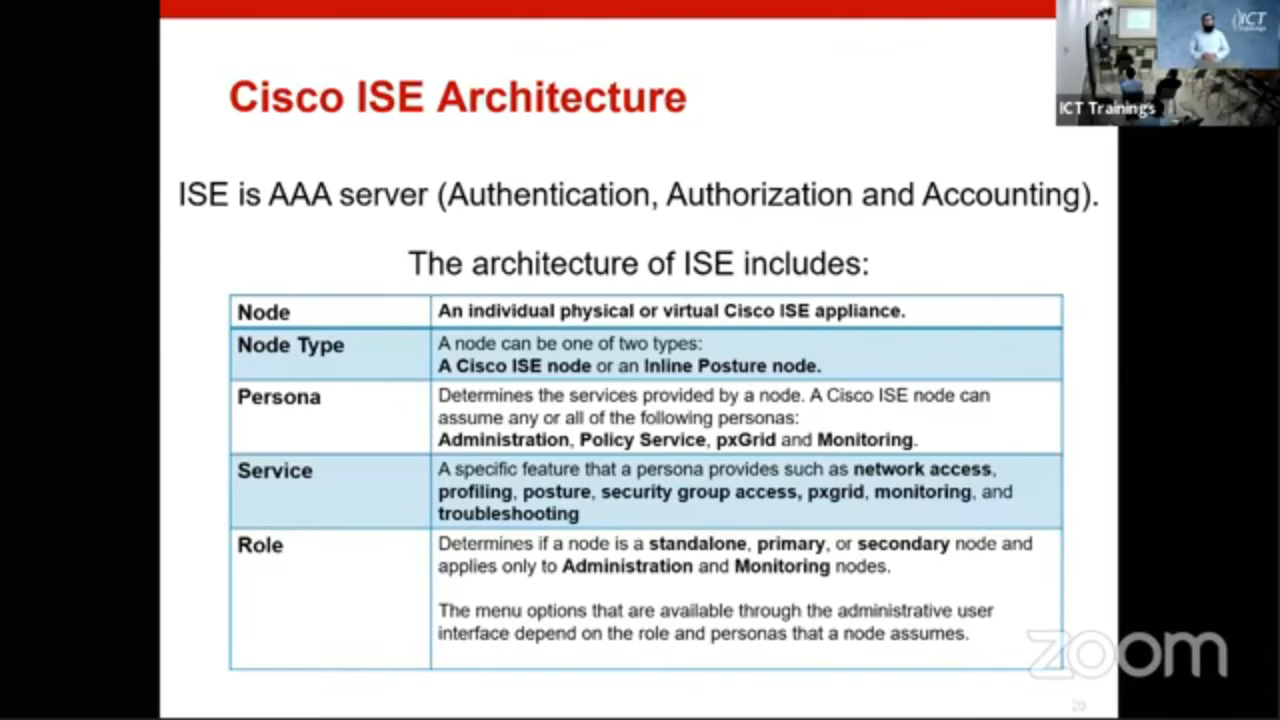 Cisco ISE Architecture
ISE is AAA server (Authentication, Authorization and Accounting).
The architecture of ISE includes:
Node
An individual physical or virtual Cisco ISE appliance.
Node Type
A node can be one of two types:
A Cisco ISE node or an Inline Posture node.
Persona
Determines the services provided by a node. A Cisco ISE node can
assume any or all of the following personas:
Administration, Policy Service, pxGrid and Monitoring.
Service
A specific feature that a persona provides such as network access,
profiling, posture, security group access, pxgrid, monitoring, and
troubleshooting
Role
Determines if a node is a standalone, primary, or secondary node and
applies only to Administration and Monitoring nodes.
The menu options that are available through the administrative user
interface depend on the role and personas that a node assumes.
ICT
Trainings
ICT Trainings
zoom
20